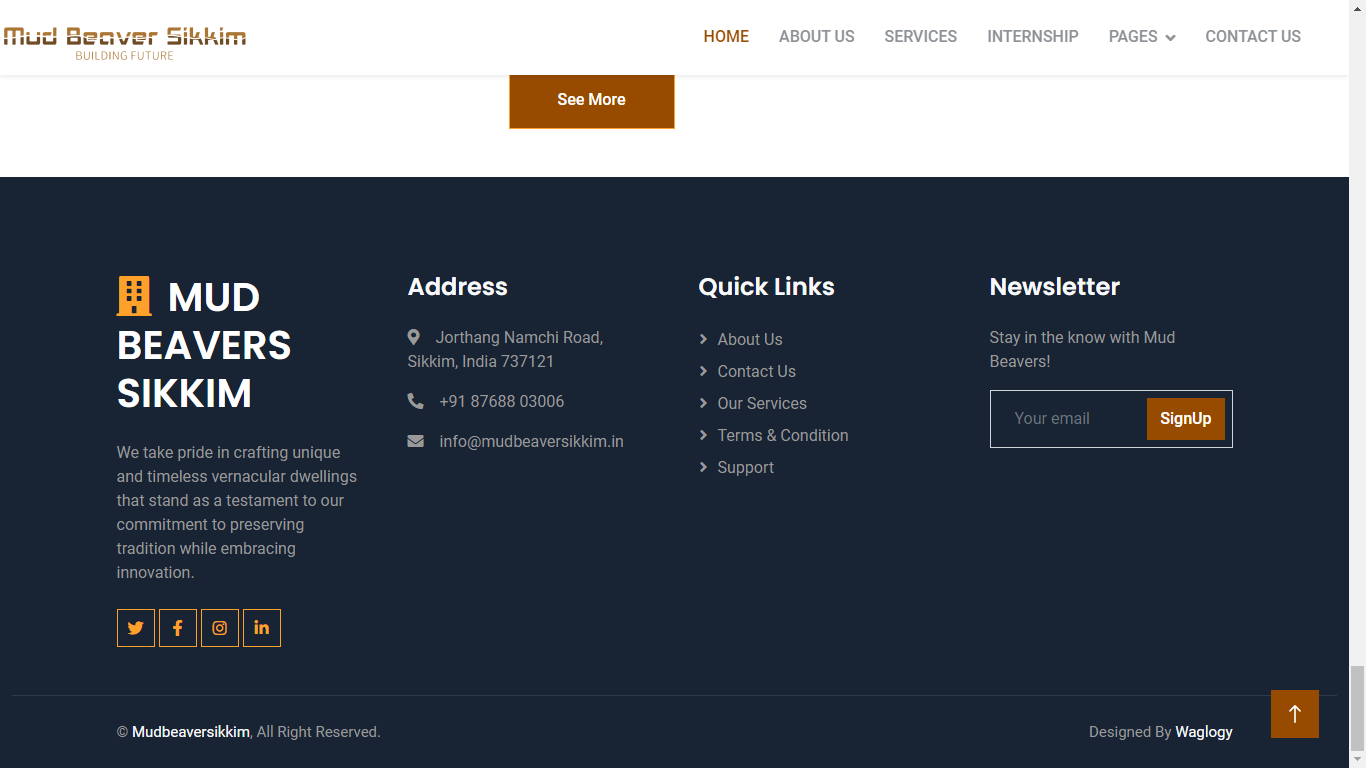 Mud Beaver Sikkim
BUILDING FUTURE
HOME ABOUT US SERVICES INTERNSHIP PAGES CONTACT US
See More
MUD
BEAVERS
SIKKIM
We take pride in crafting unique
and timeless vernacular dwellings
that stand as a testament to our
commitment to preserving
tradition while embracing
innovation.
Address
Jorthang Namchi Road,
Sikkim, India 737121
+91 87688 03006
info@mudbeaversikkim.in
Quick Links
About Us
Contact Us
Our Services
Terms & Condition
Support
Newsletter
Stay in the know with Mud
Beavers!
Your email SignUp
© Mudbeaversikkim, All Right Reserved.
Designed By Waglogy